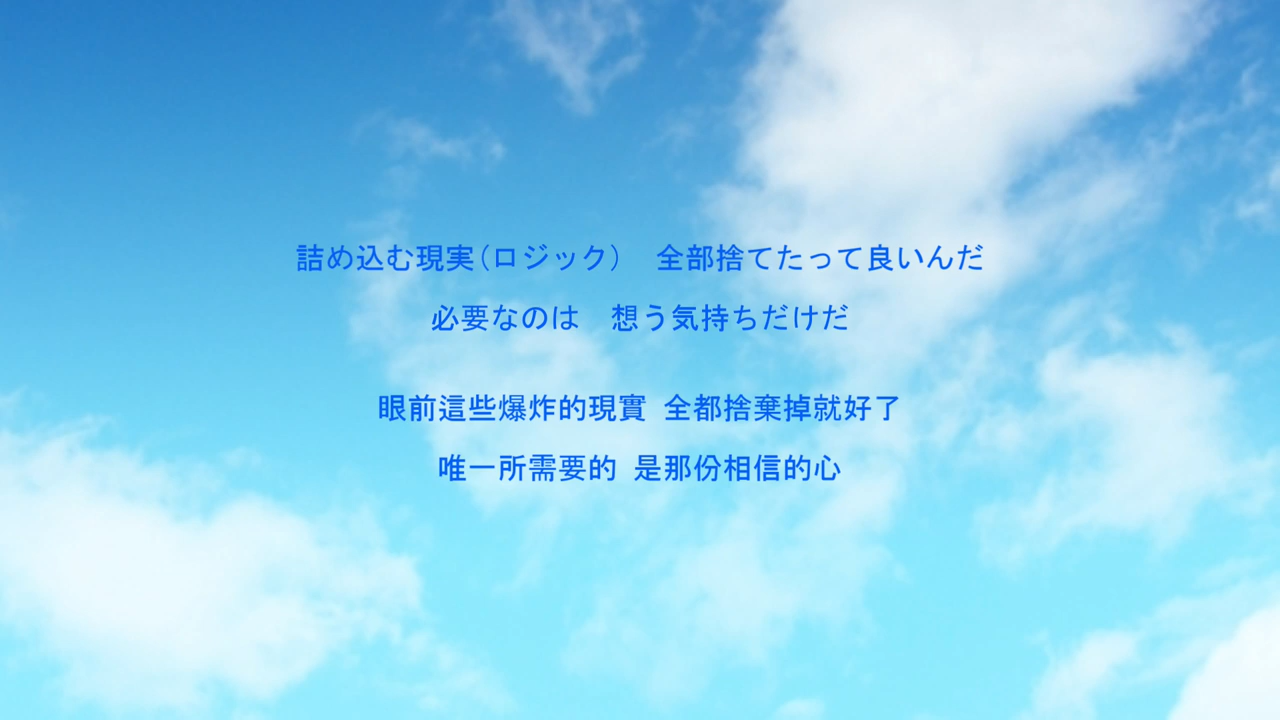 詰め込む現実(ロジック)　全部捨てたって良いんだ
必要なのは　想う気持ちだけだ
眼前這些爆炸的現實 全都捨棄掉就好了
唯一所需要的 是那份相信的心